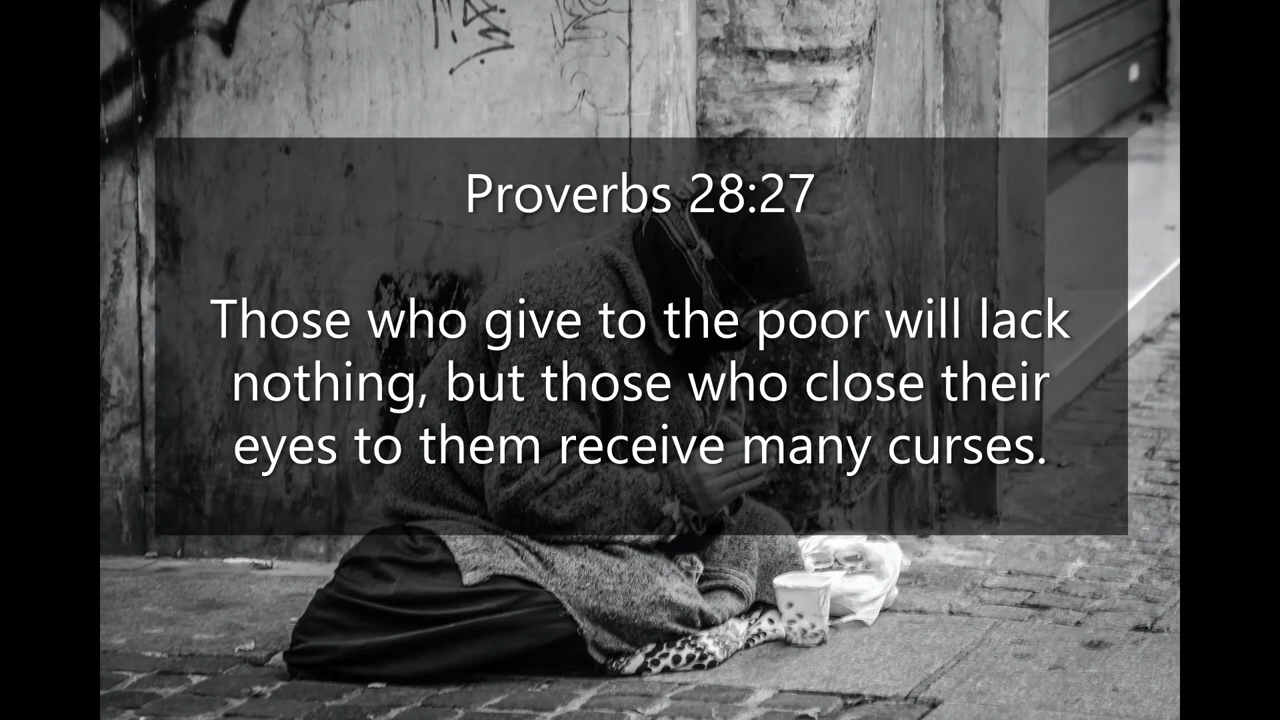 Proverbs 28:27
Those who give to the poor will lack
nothing, but those who close their
eyes to them receive many curses.